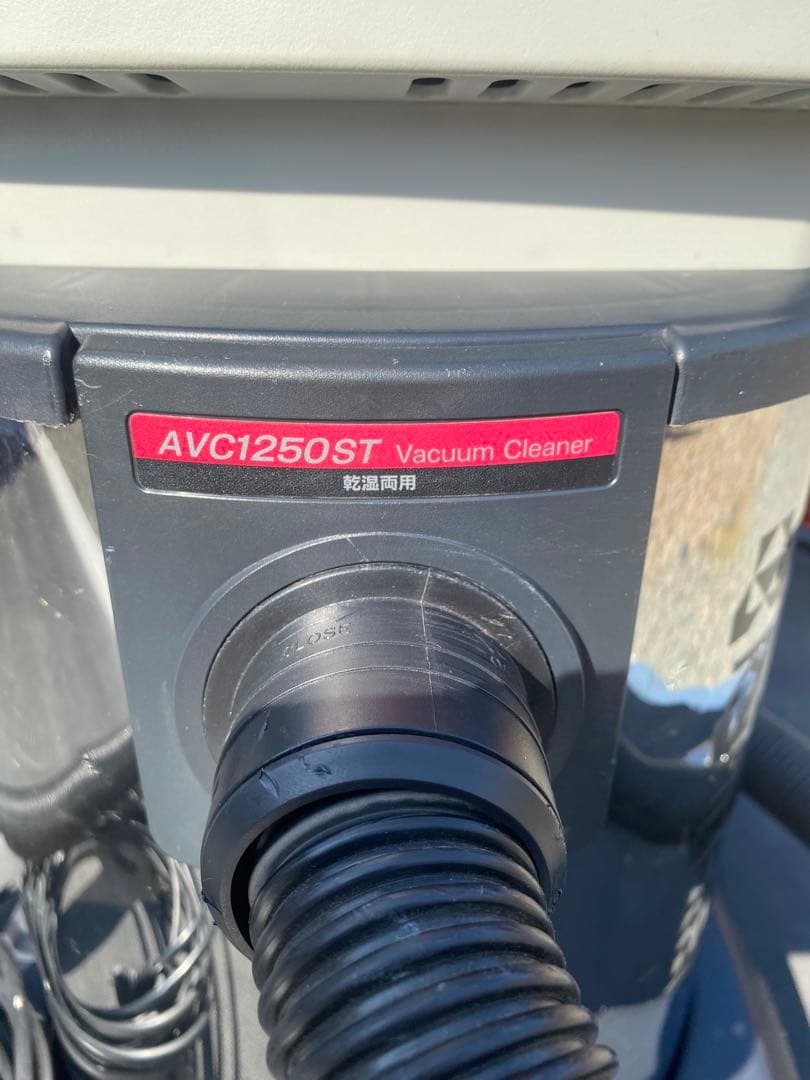 AVC1250ST Vacuum Cleaner
乾湿両用
CLOSE